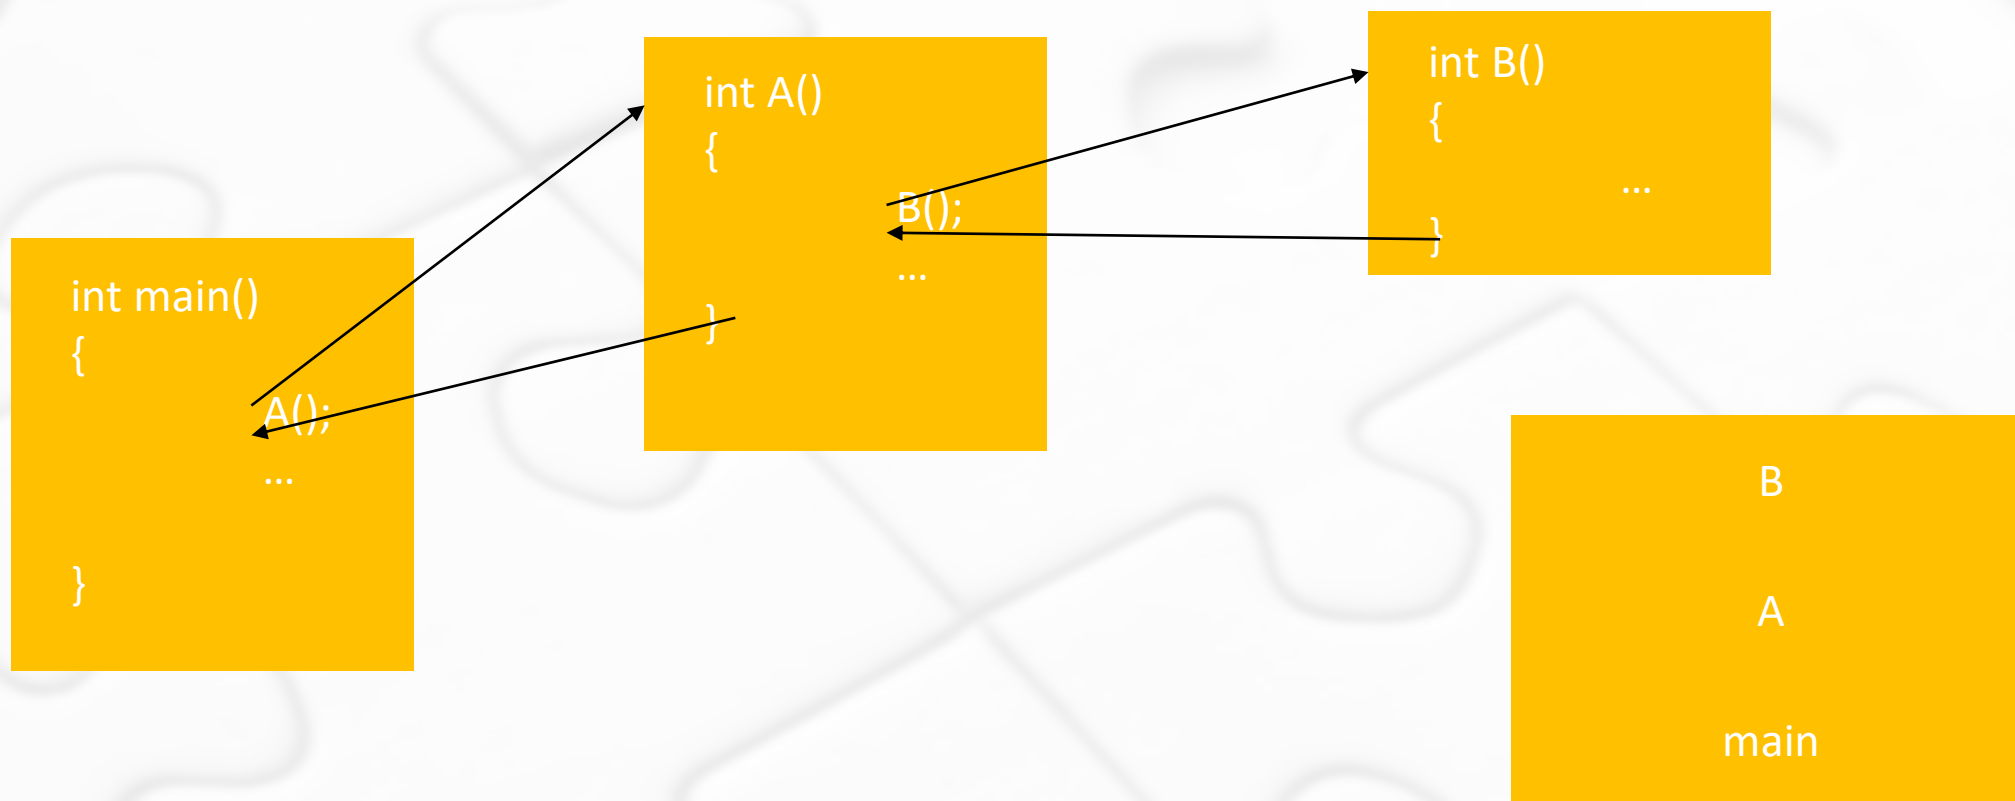 int main()
{
A();
...
}
int A()
{
B();
...
}
int B()
{
...
}
B
A
main